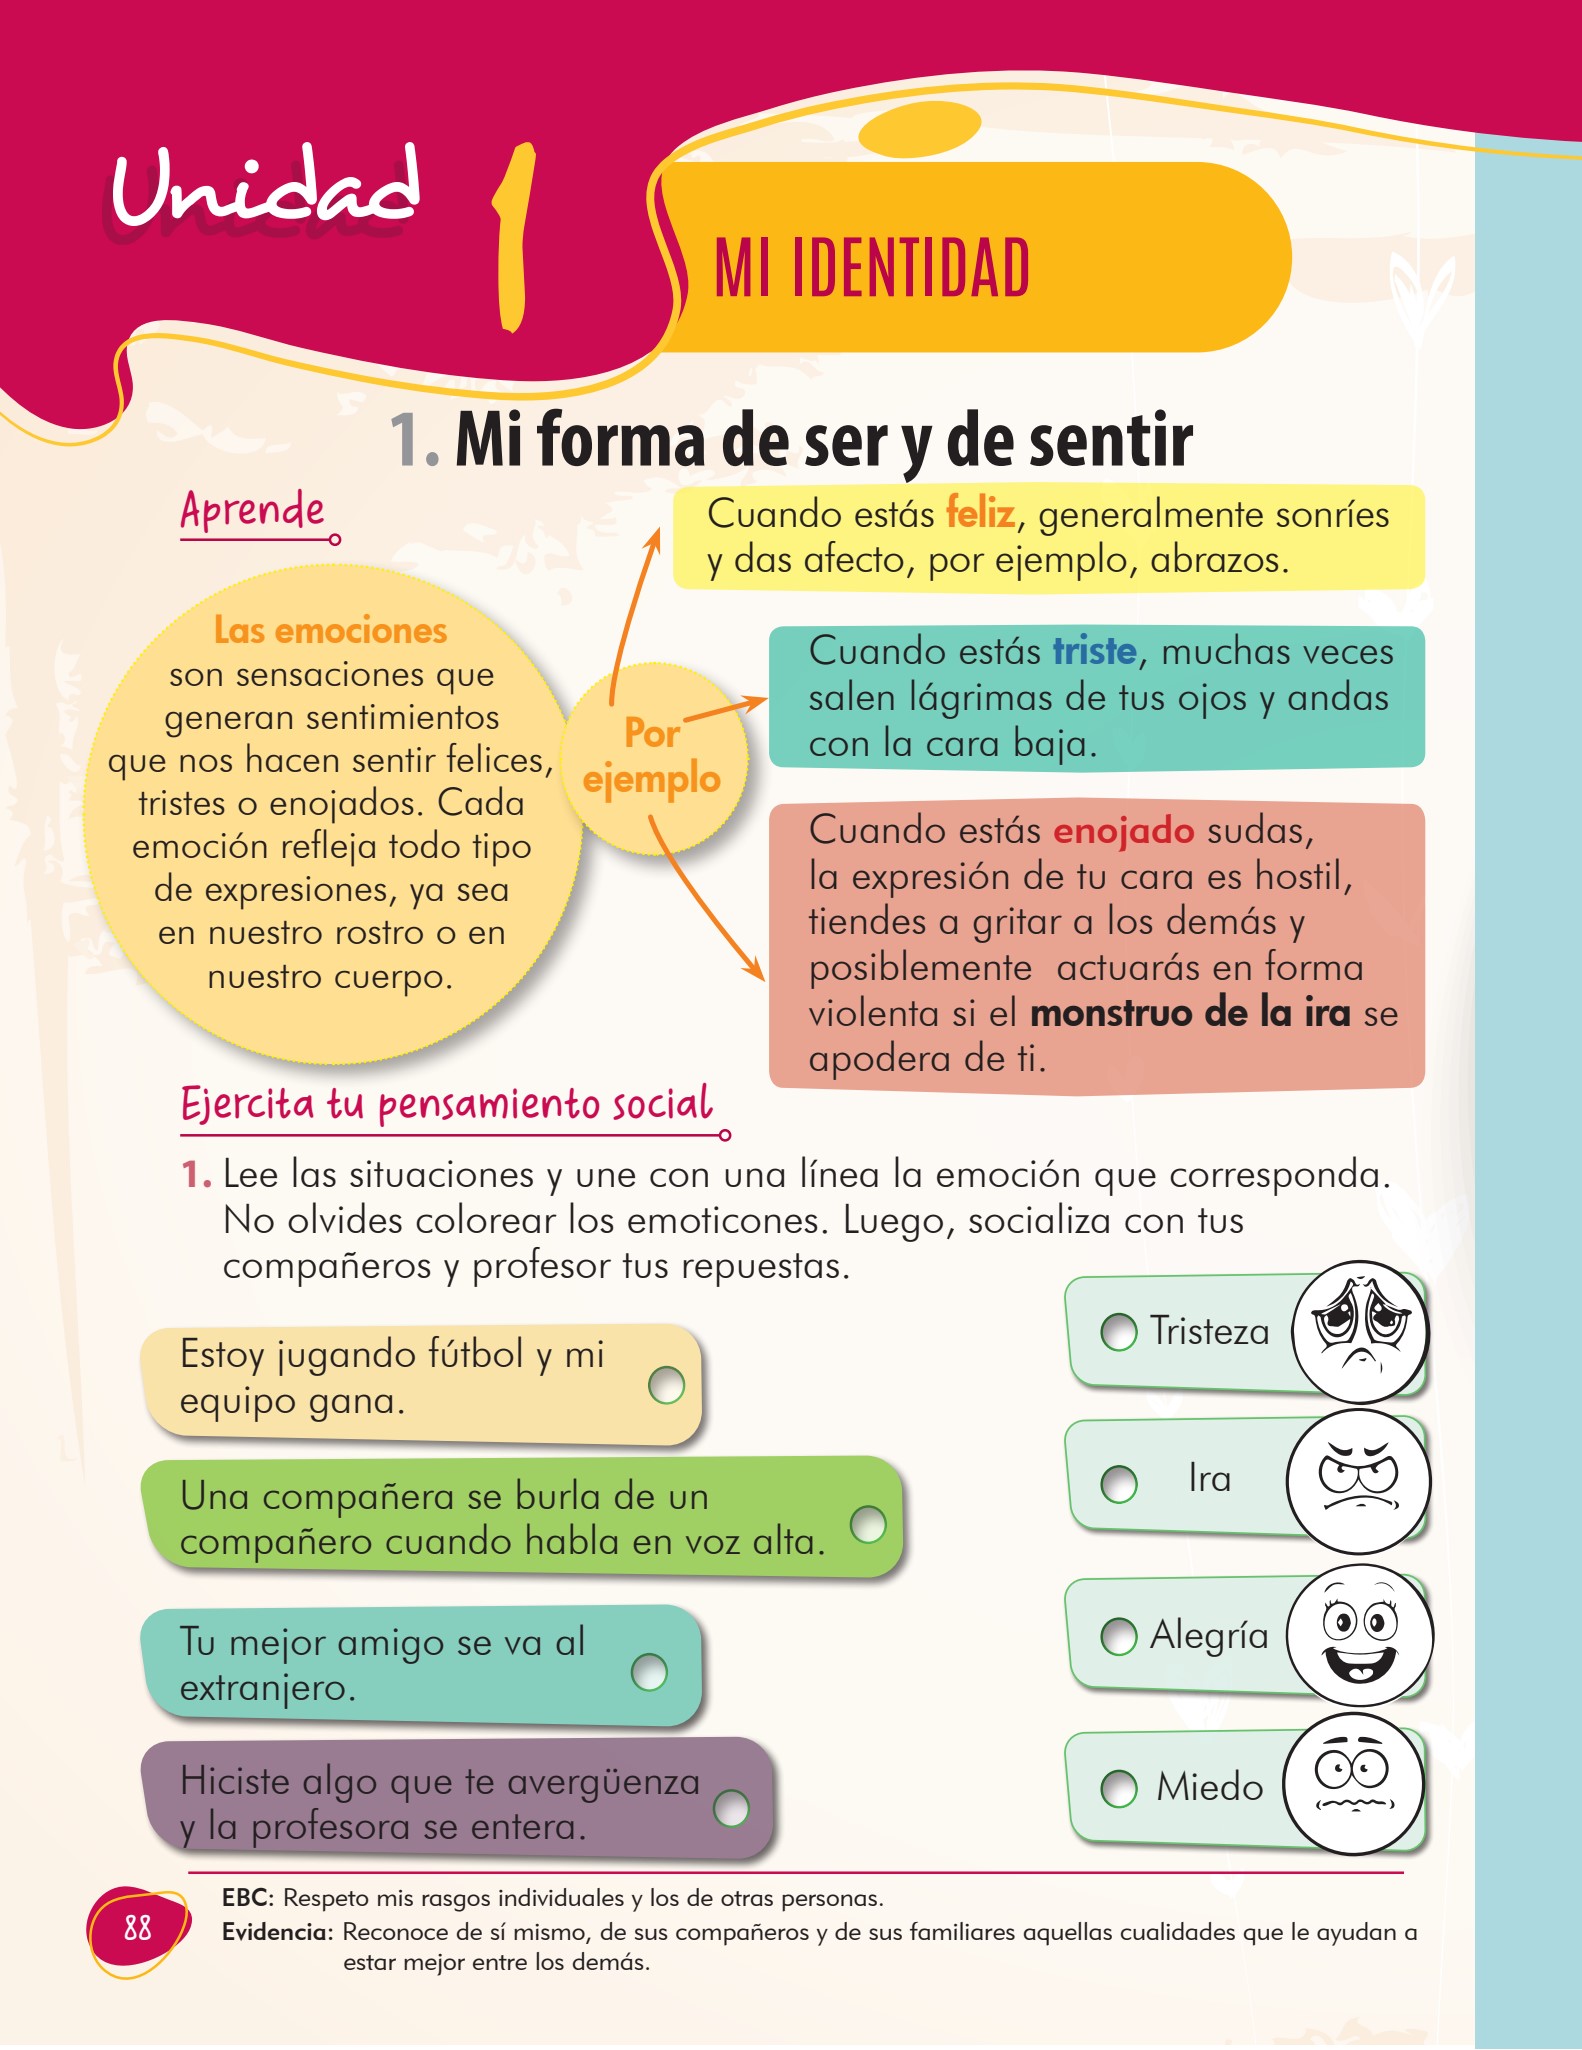 Unidad 1
MI IDENTIDAD
1. Mi forma de ser y de sentir
Aprende
Las emociones
son sensaciones que
generan sentimientos
que nos hacen sentir felices,
tristes o enojados. Cada
emoción refleja todo tipo
de expresiones, ya sea
en nuestro rostro o en
nuestro cuerpo.
Por
ejemplo
Cuando estás feliz, generalmente sonríes
y das afecto, por ejemplo, abrazos.
Cuando estás triste, muchas veces
salen lágrimas de tus ojos y andas
con la cara baja.
Cuando estás enojado sudas,
la expresión de tu cara es hostil,
tiendes a gritar a los demás y
posiblemente actuarás en forma
violenta si el monstruo de la ira se
apodera de ti.
Ejercita tu pensamiento social
1. Lee las situaciones y une con una línea la emoción que corresponda.
No olvides colorear los emoticones. Luego, socializa con tus
compañeros y profesor tus repuestas.
Estoy jugando fútbol y mi
equipo gana.
Una compañera se burla de un
compañero cuando habla en voz alta.
Tu mejor amigo se va al
extranjero.
Hiciste algo que te avergüenza
y la profesora se entera.
Tristeza
Ira
Alegría
Miedo
EBC: Respeto mis rasgos individuales y los de otras personas.
Evidencia: Reconoce de sí mismo, de sus compañeros y de sus familiares aquellas cualidades que le ayudan a
estar mejor entre los demás.
88